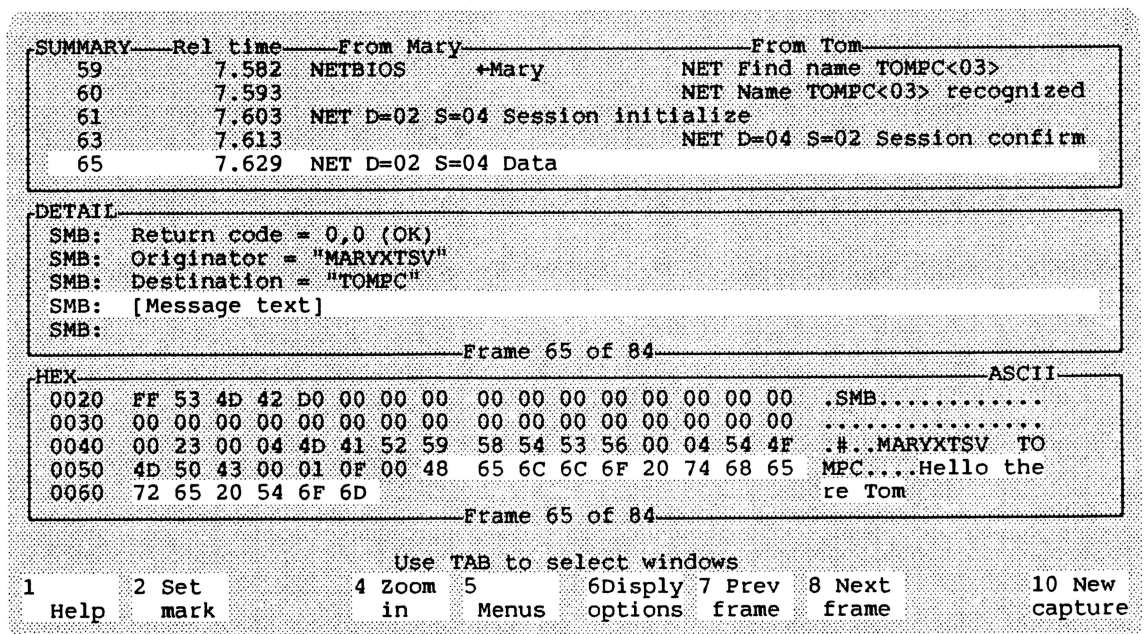 SUMMARY Rel time From Mary From Tom
59 7.582 NETBIOS ←Mary NET Find name TOMPC<03>
60 7.593 NET Name TOMPC<03> recognized
61 7.603 NET D=02 S=04 Session initialize
63 7.613 NET D=04 S=02 Session confirm
65 7.629 NET D=02 S=04 Data
DETAIL
SMB: Return code = 0,0 (OK)
SMB: Originator = "MARYXTSV"
SMB: Destination = "TOMPC"
SMB: [Message text]
SMB:
Frame 65 of 84
HEX ASCII
0020 FF 53 4D 42 D0 00 00 00 00 00 00 00 00 00 00 00 .SMB............
0030 00 00 00 00 00 00 00 00 00 00 00 00 00 00 00 00 ................
0040 00 23 00 04 4D 41 52 59 58 54 53 56 00 04 54 4F .#..MARYXTSV TO
0050 4D 50 43 00 01 0F 00 48 65 6C 6C 6F 20 74 68 65 MPC....Hello the
0060 72 65 20 54 6F 6D re Tom
Frame 65 of 84
Use TAB to select windows
1 2 Set 4 Zoom 5 6Disply 7 Prev 8 Next 10 New
Help mark in Menus options frame frame capture